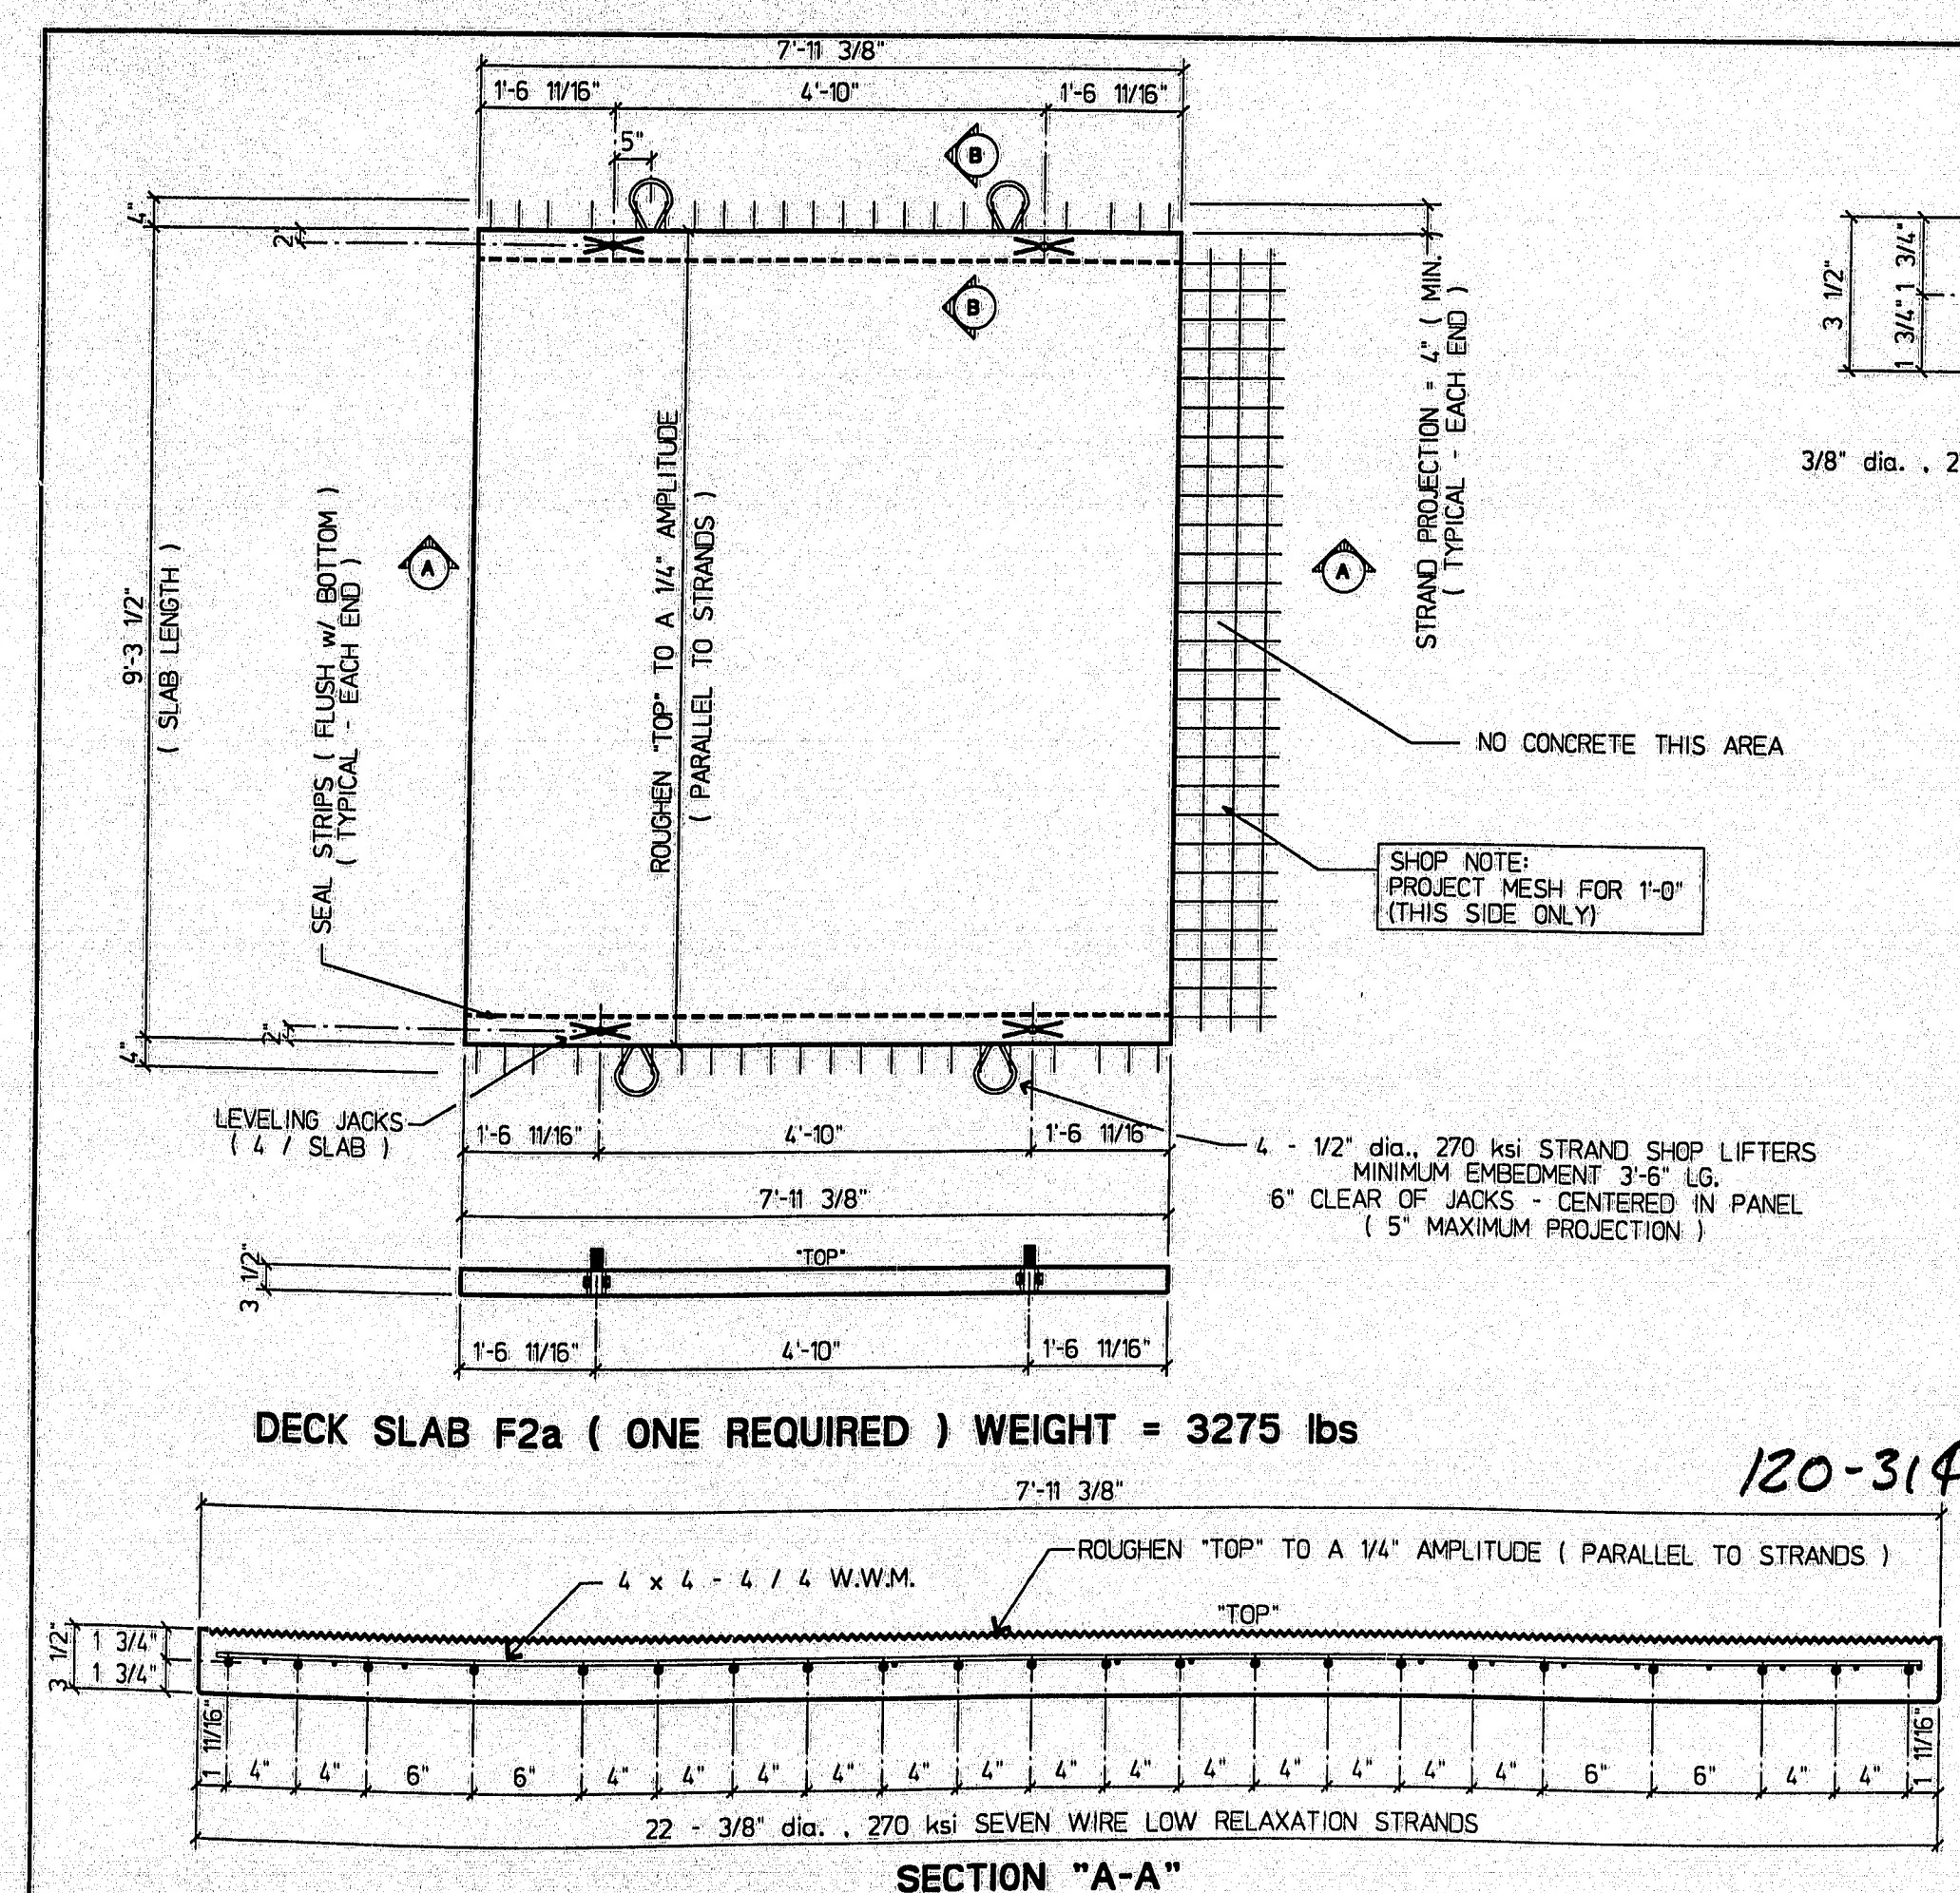 7'-11 3/8"
1'-6 11/16" 4'-10" 1'-6 11/16"
5"
B
4"
2"
B
9'-3 1/2"
( SLAB LENGTH )
SEAL STRIPS ( FLUSH w/ BOTTOM )
( TYPICAL - EACH END )
A
ROUGHEN "TOP" TO A 1/4" AMPLITUDE
( PARALLEL TO STRANDS )
A
STRAND PROJECTION = 4" ( MIN. )
( TYPICAL - EACH END )
3 1/2"
1 3/4" 1 3/4"
3/8" dia. , 2
NO CONCRETE THIS AREA
SHOP NOTE:
PROJECT MESH FOR 1'-0"
(THIS SIDE ONLY)
2"
4"
LEVELING JACKS
( 4 / SLAB )
1'-6 11/16" 4'-10" 1'-6 11/16"
4 - 1/2" dia., 270 ksi STRAND SHOP LIFTERS
MINIMUM EMBEDMENT 3'-6" LG.
6" CLEAR OF JACKS - CENTERED IN PANEL
( 5" MAXIMUM PROJECTION )
7'-11 3/8"
3 1/2"
"TOP"
1'-6 11/16" 4'-10" 1'-6 11/16"
DECK SLAB F2a ( ONE REQUIRED ) WEIGHT = 3275 lbs
120-314
7'-11 3/8"
ROUGHEN "TOP" TO A 1/4" AMPLITUDE ( PARALLEL TO STRANDS )
4 x 4 - 4 / 4 W.W.M.
"TOP"
3 1/2"
1 3/4"
1 3/4"
1 11/16" 4" 4" 6" 6" 4" 4" 4" 4" 4" 4" 4" 4" 4" 4" 4" 4" 4" 6" 6" 4" 4" 1 11/16"
22 - 3/8" dia. , 270 ksi SEVEN WIRE LOW RELAXATION STRANDS
SECTION "A-A"